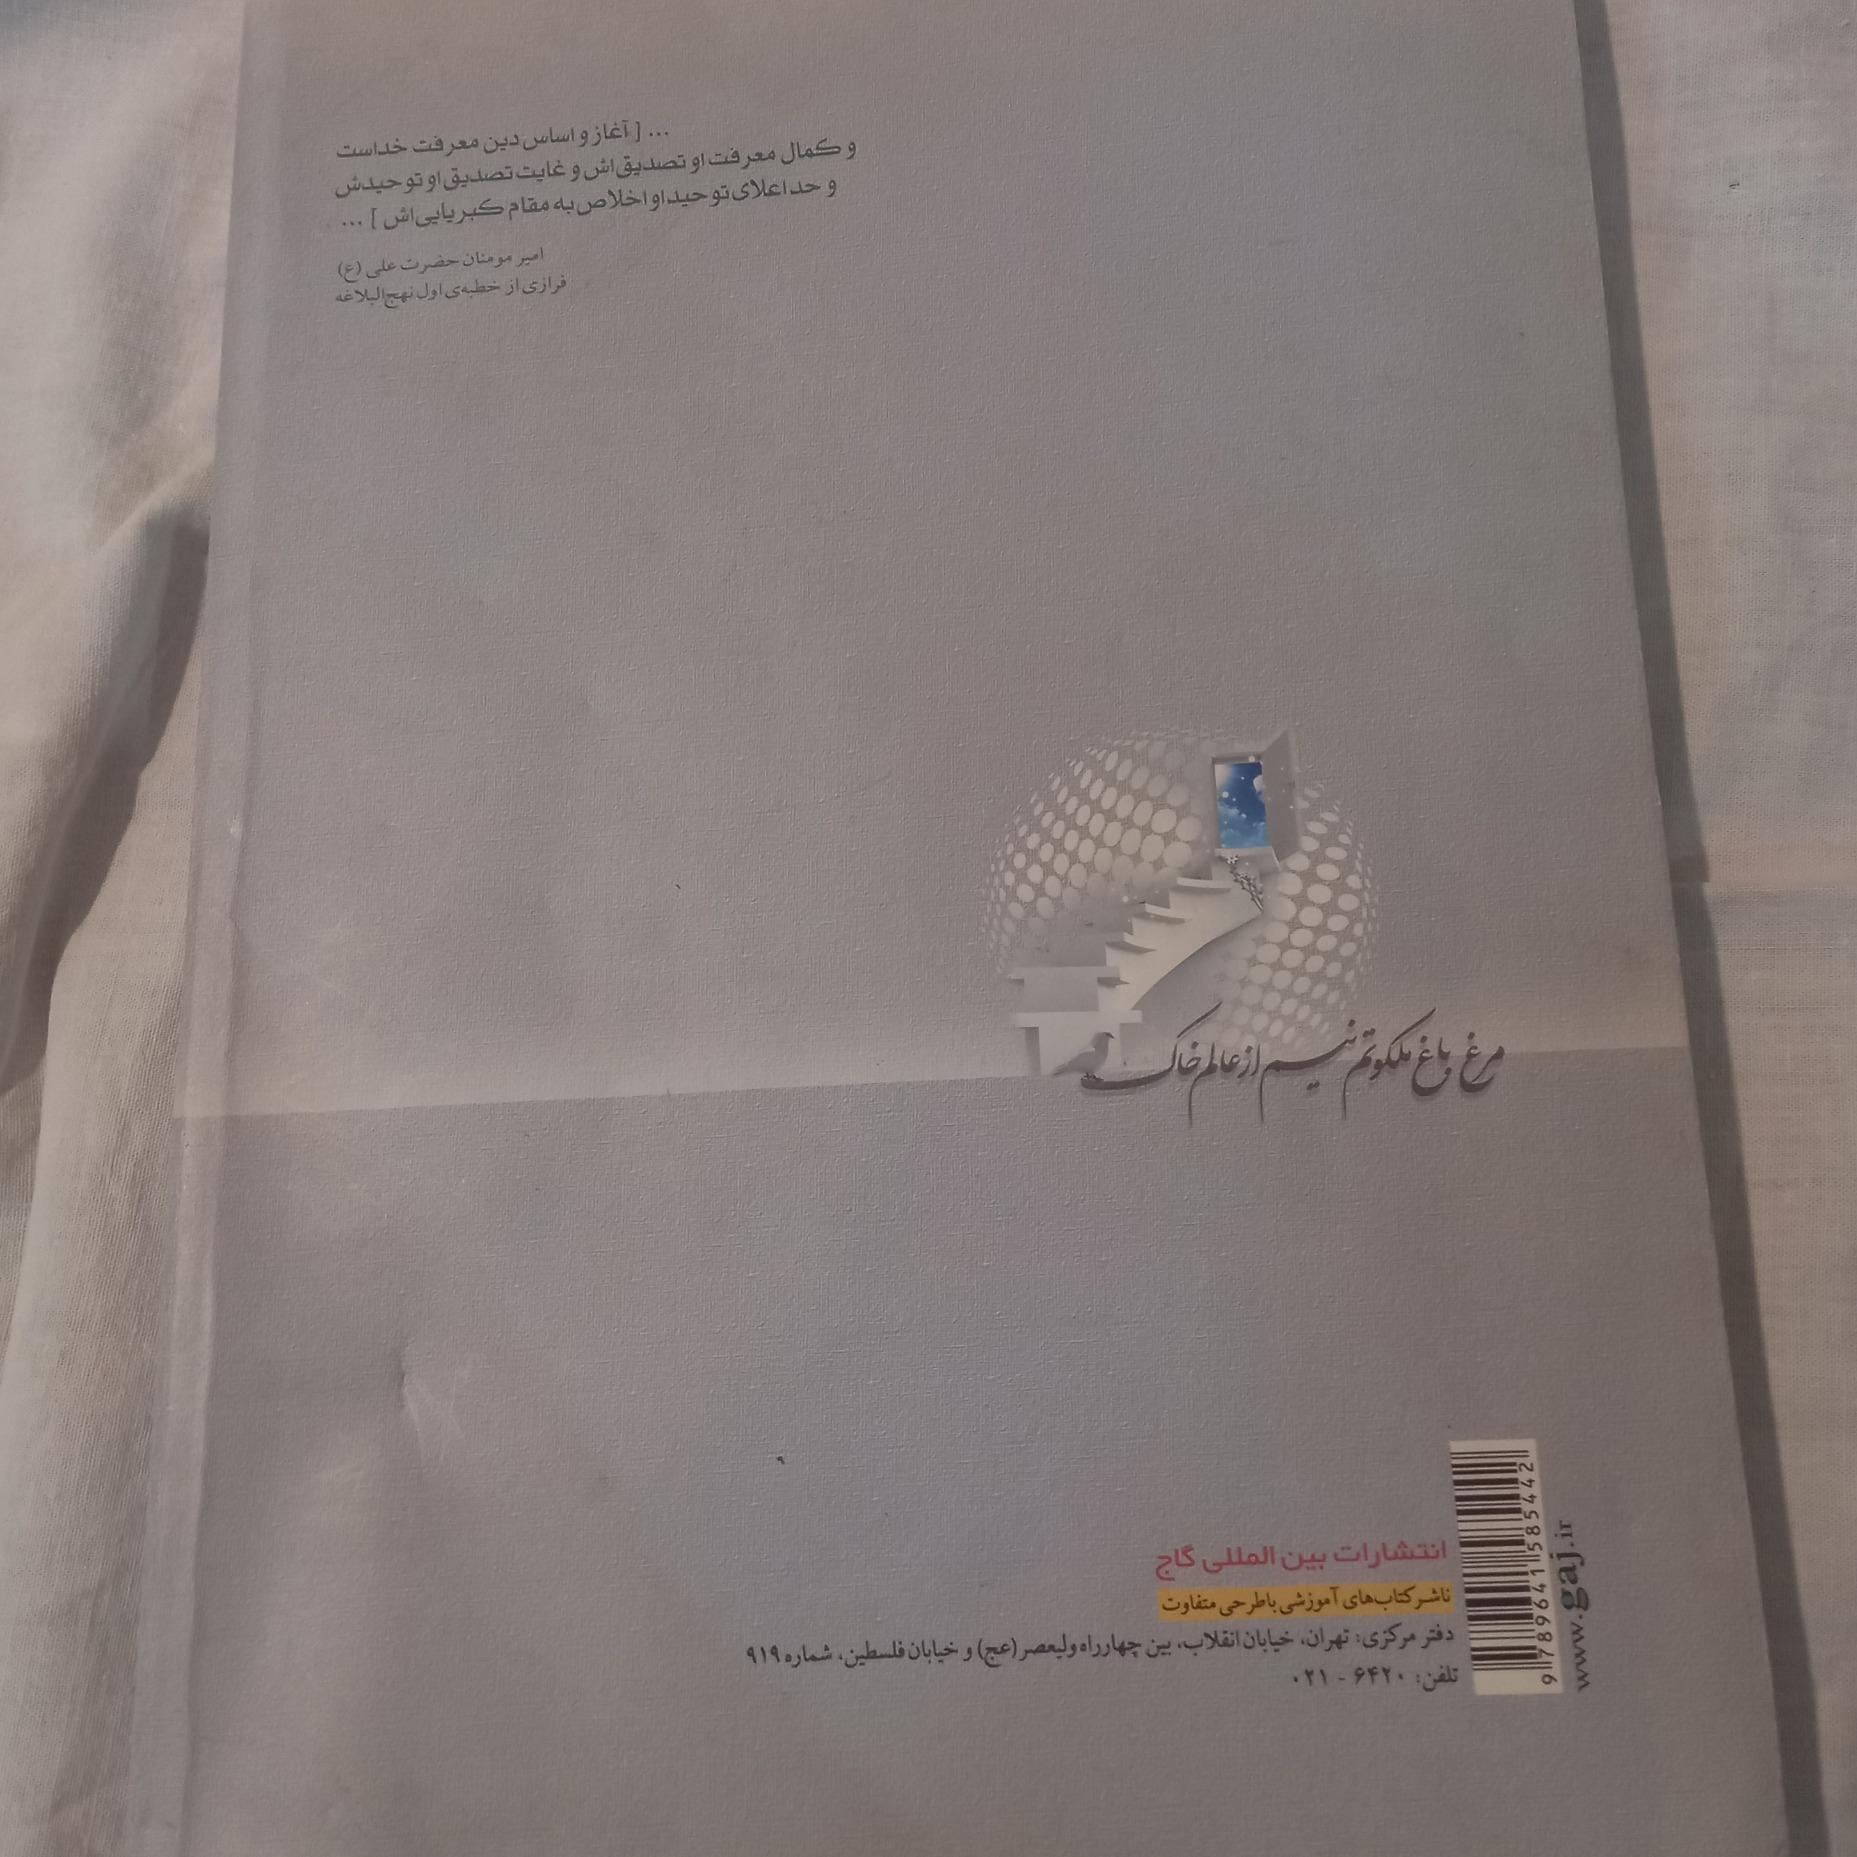 ... [ آغاز و اساس دین معرفت خداست
و کمال معرفت او تصدیق‌اش و غایت تصدیق او توحیدش
و حد اعلای توحید او اخلاص به مقام کبریایی‌اش ] ...
امیر مومنان حضرت علی (ع)
فرازی از خطبه‌ی اول نهج‌البلاغه
مرغ باغ ملکوتم نیم از عالم خاک
انتشارات بین المللی گاج
ناشر کتاب‌های آموزشی با طرحی متفاوت
دفتر مرکزی: تهران، خیابان انقلاب، بین چهارراه ولیعصر (عج) و خیابان فلسطین، شماره ۹۱۹
تلفن: ۶۴۲۰ - ۰۲۱
9789641585442
www.gaj.ir